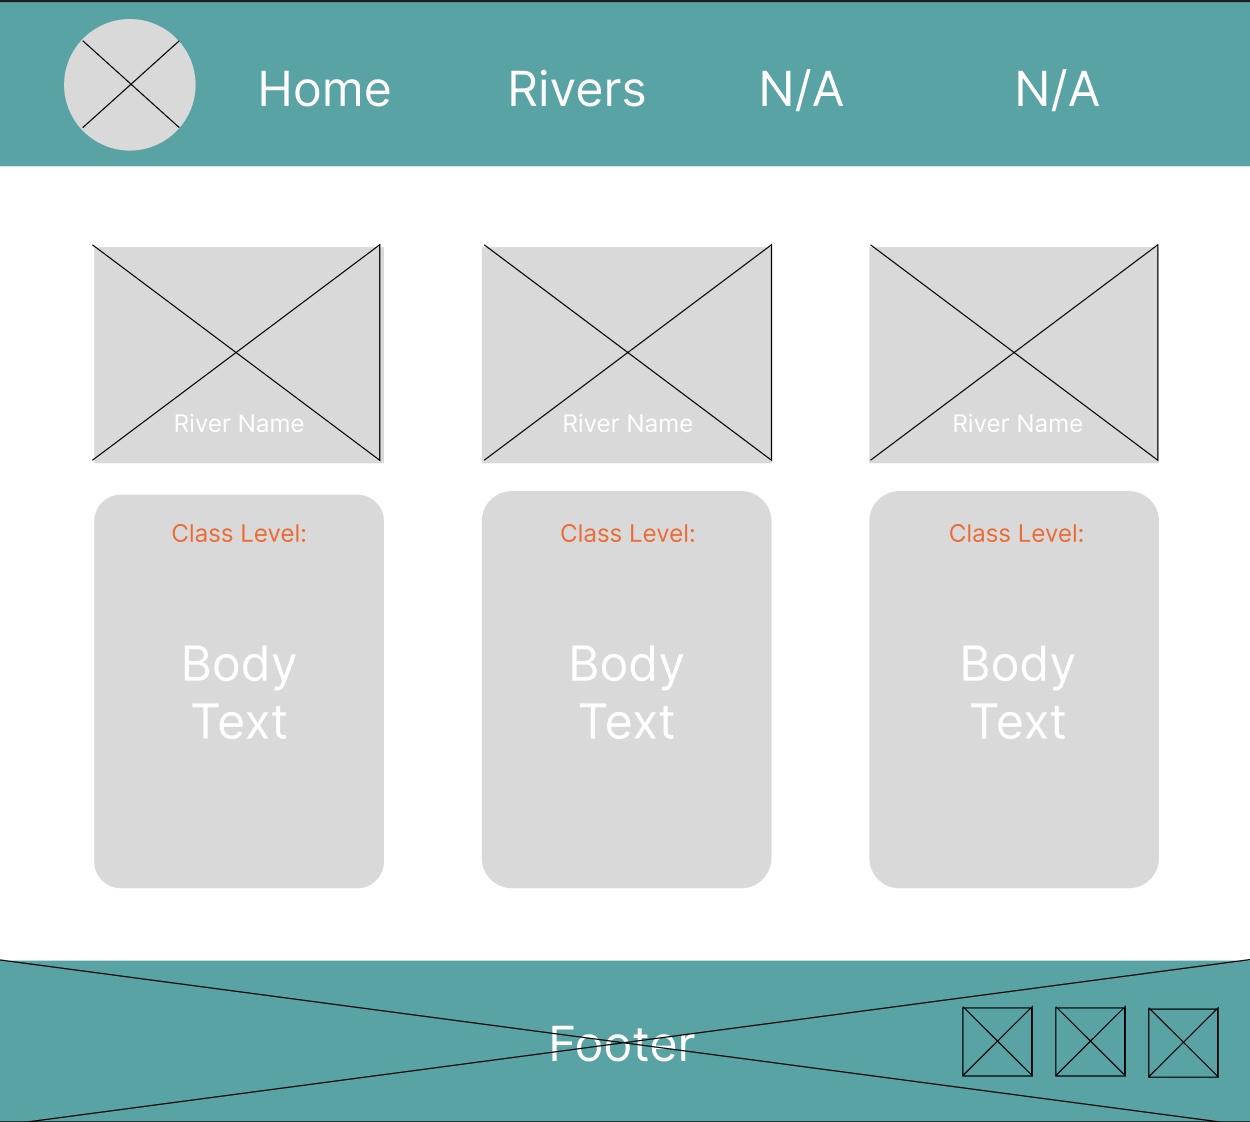 Home Rivers N/A N/A
River Name River Name River Name
Class Level: Class Level: Class Level:
Body Body Body
Text Text Text
Footer